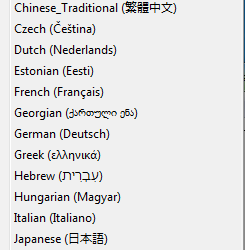 Chinese_Traditional (繁體中文)
Czech (Čeština)
Dutch (Nederlands)
Estonian (Eesti)
French (Français)
Georgian (ქართული ენა)
German (Deutsch)
Greek (ελληνικά)
Hebrew (עִבְרִית)
Hungarian (Magyar)
Italian (Italiano)
Japanese (日本語)